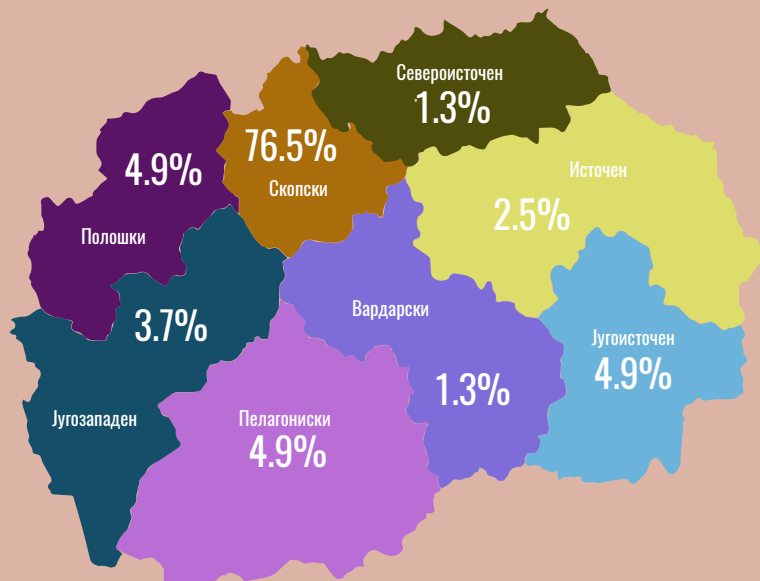 Североисточен
1.3%
76.5%
Скопски
4.9%
Полошки
Источен
2.5%
3.7%
Југозападен
Вардарски
1.3%
Југоисточен
4.9%
Пелагониски
4.9%